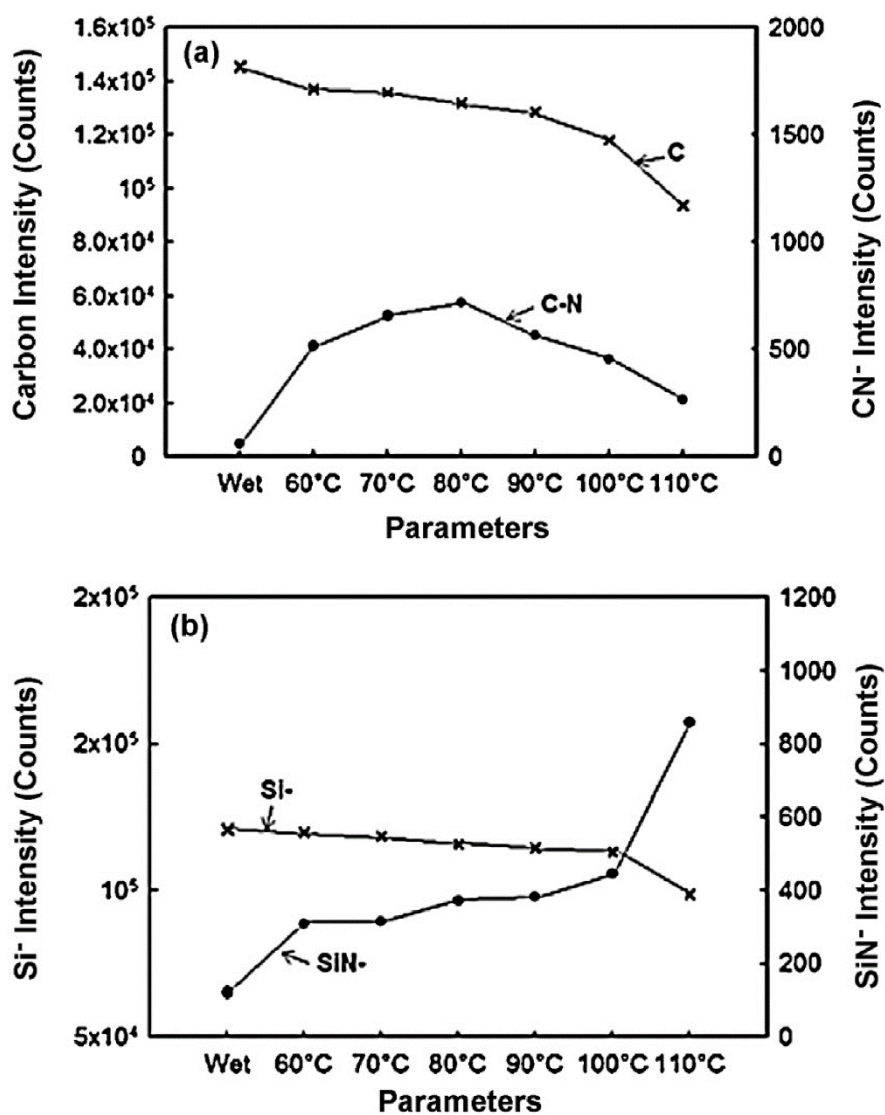 (a)
Carbon Intensity (Counts)
1.6x10⁵
1.4x10⁵
1.2x10⁵
10⁵
8.0x10⁴
6.0x10⁴
4.0x10⁴
2.0x10⁴
0
CN⁻ Intensity (Counts)
2000
1500
1000
500
0
C
C-N
Wet 60°C 70°C 80°C 90°C 100°C 110°C
Parameters
(b)
Si⁻ Intensity (Counts)
2x10⁵
2x10⁵
10⁵
5x10⁴
SiN⁻ Intensity (Counts)
1200
1000
800
600
400
200
0
Si-
SiN-
Wet 60°C 70°C 80°C 90°C 100°C 110°C
Parameters